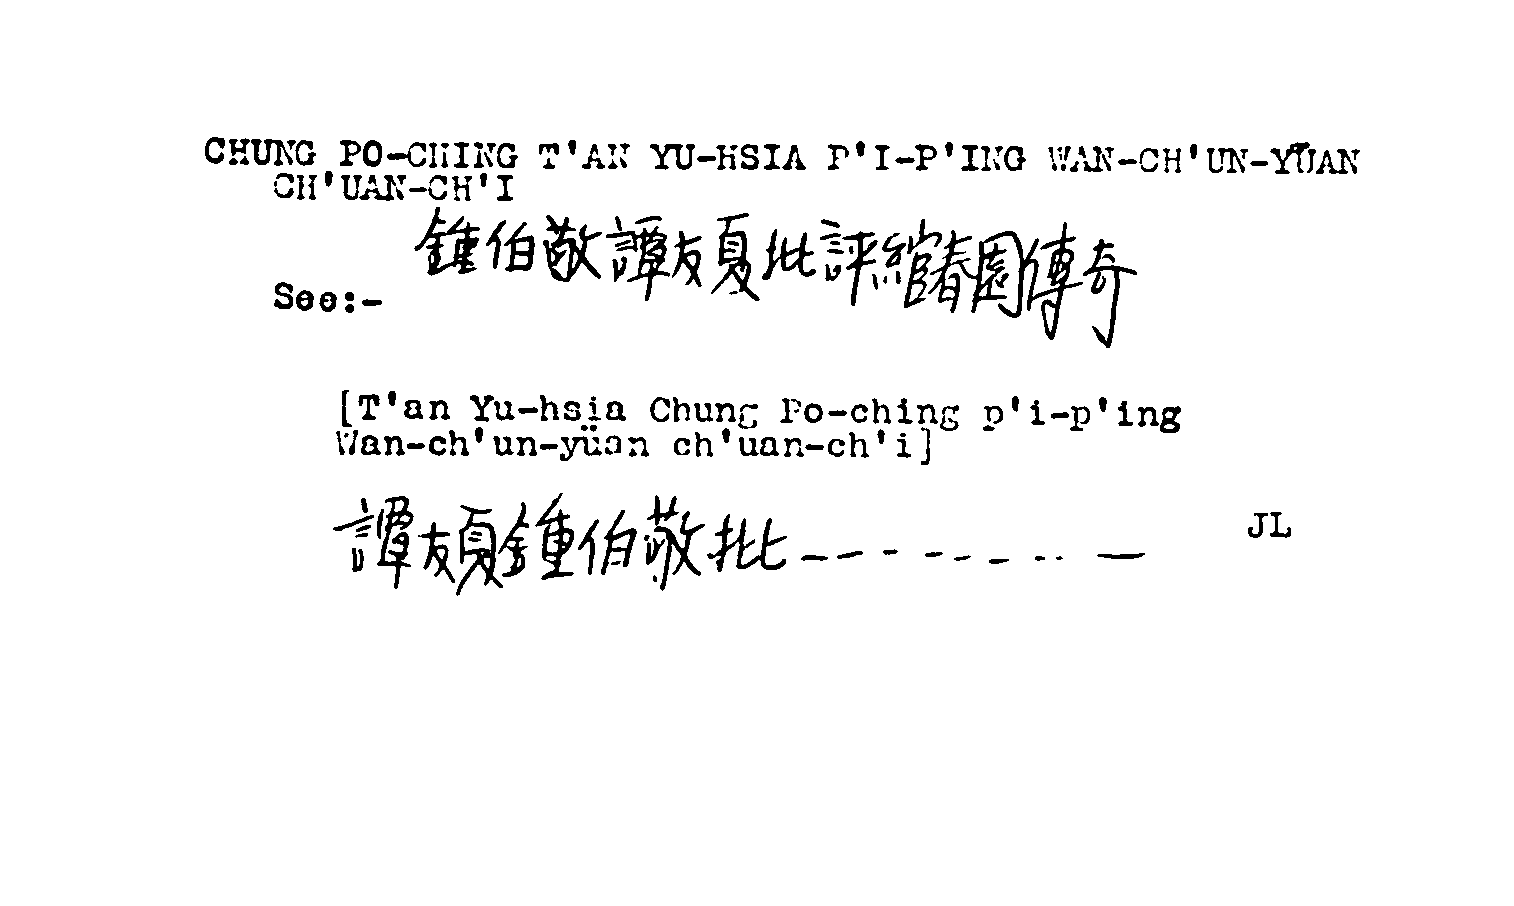 CHUNG PO-CHING T'AN YU-HSIA P'I-P'ING WAN-CH'UN-YÜAN
CH'UAN-CH'I
鍾伯敬譚友夏批評綰春園傳奇
See:-
[T'an Yu-hsia Chung Po-ching p'i-p'ing
Wan-ch'un-yüan ch'uan-ch'i]
譚友夏鍾伯敬批---------
JL